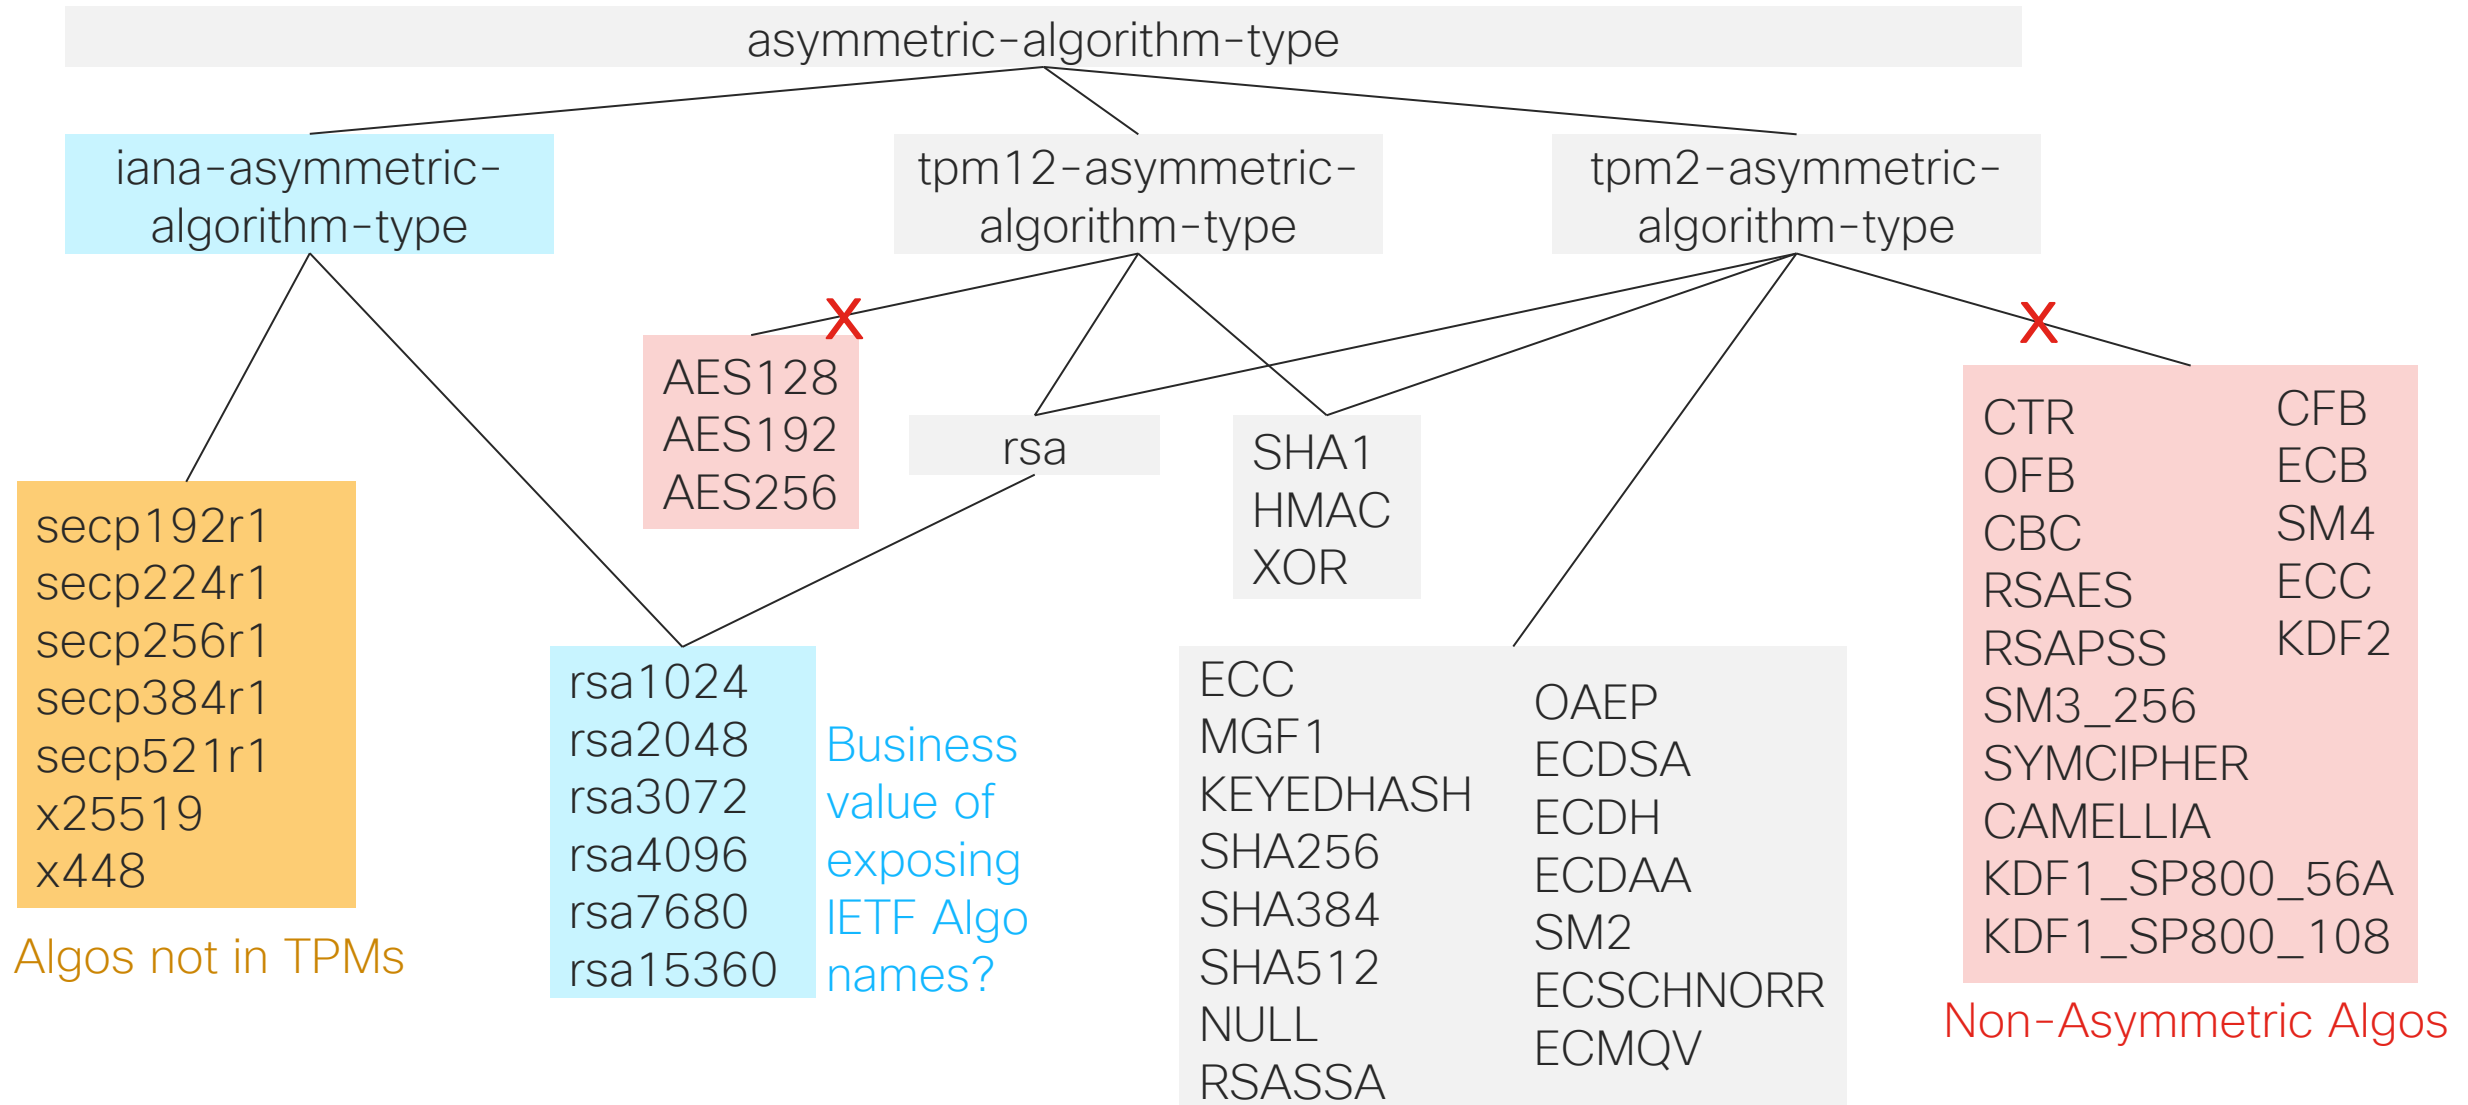 asymmetric-algorithm-type
iana-asymmetric-
algorithm-type
tpm12-asymmetric-
algorithm-type
tpm2-asymmetric-
algorithm-type
X
X
AES128
AES192
AES256
rsa
SHA1
HMAC
XOR
CTR
OFB
CBC
RSAES
RSAPSS
SM3_256
SYMCIPHER
CAMELLIA
KDF1_SP800_56A
KDF1_SP800_108
CFB
ECB
SM4
ECC
KDF2
Non-Asymmetric Algos
secp192r1
secp224r1
secp256r1
secp384r1
secp521r1
x25519
x448
Algos not in TPMs
rsa1024
rsa2048
rsa3072
rsa4096
rsa7680
rsa15360
Business
value of
exposing
IETF Algo
names?
ECC
MGF1
KEYEDHASH
SHA256
SHA384
SHA512
NULL
RSASSA
OAEP
ECDSA
ECDH
ECDAA
SM2
ECSCHNORR
ECMQV